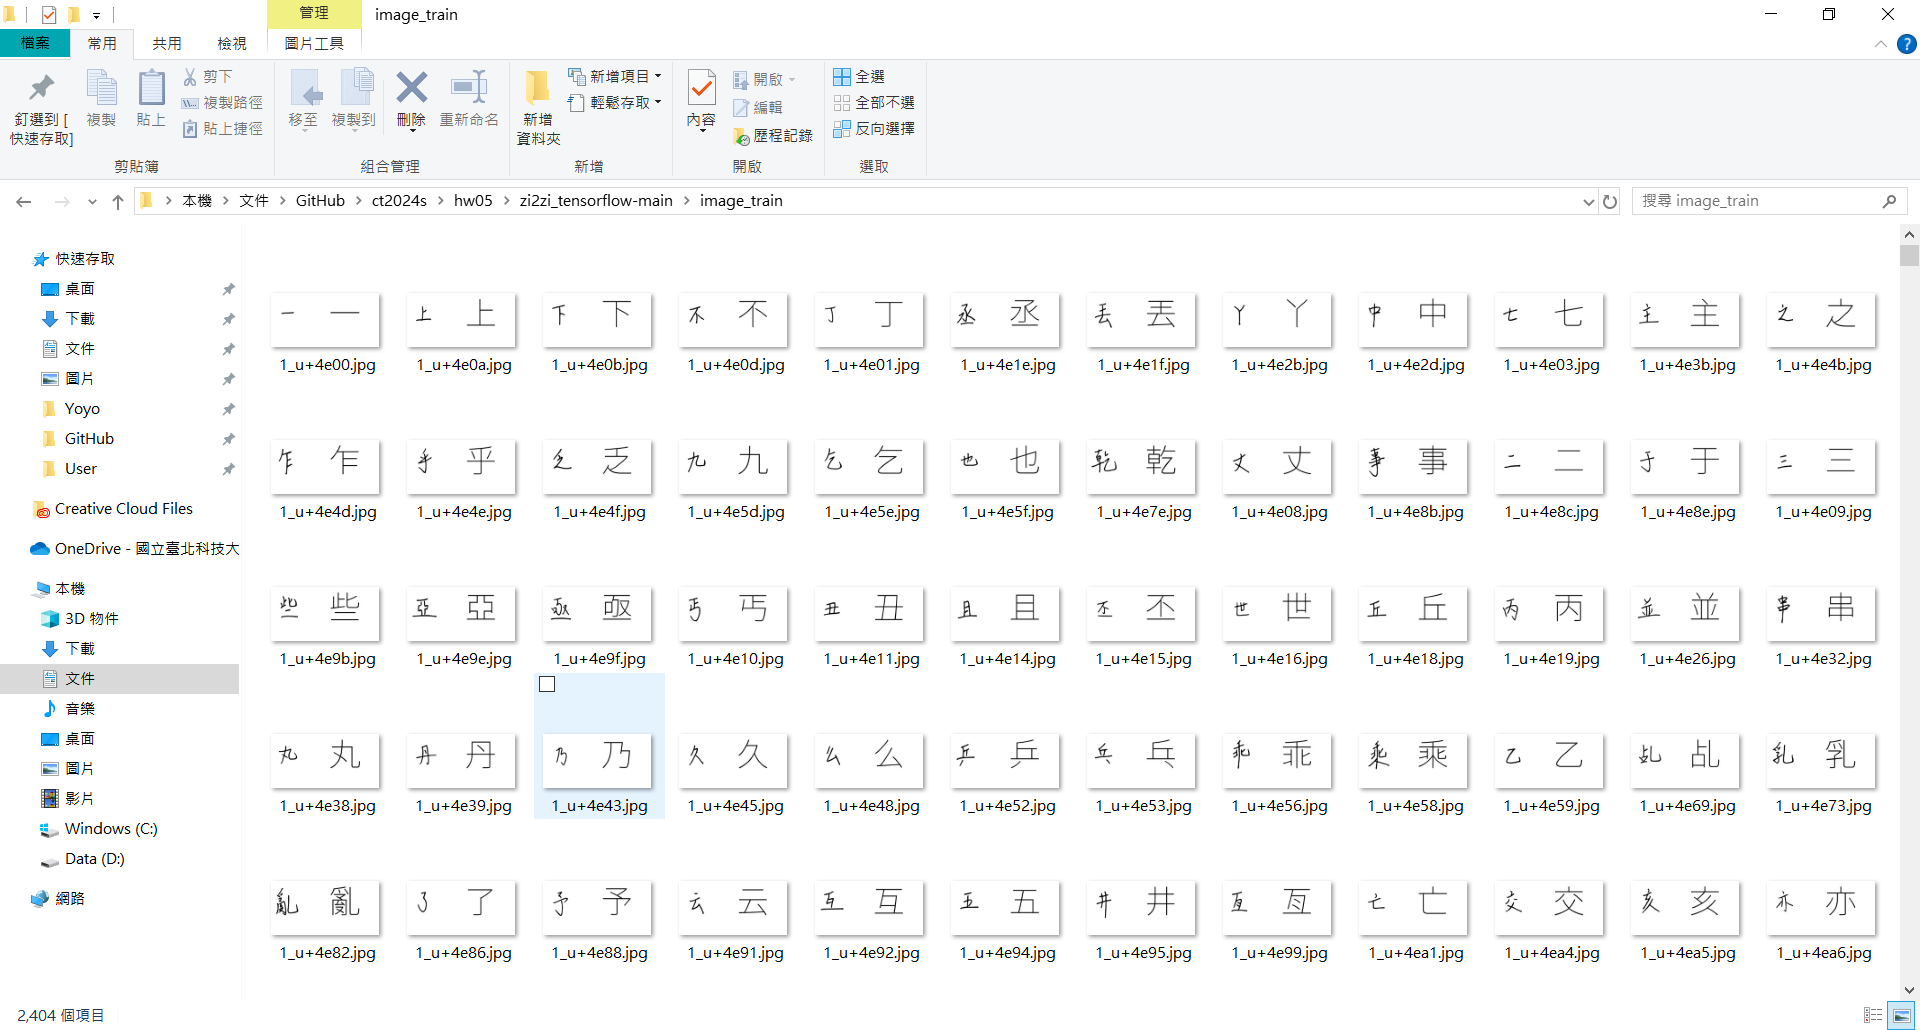 管理
image_train
檔案 常用 共用 檢視 圖片工具
釘選到 [
快速存取]
複製
貼上
剪下
複製路徑
貼上捷徑
剪貼簿
移至
複製到
刪除
重新命名
組合管理
新增
資料夾
新增項目
輕鬆存取
新增
內容
開啟
編輯
歷程記錄
開啟
全選
全部不選
反向選擇
選取
本機 文件 GitHub ct2024s hw05 zi2zi_tensorflow-main image_train
搜尋 image_train
快速存取
桌面
下載
文件
圖片
Yoyo
GitHub
User
Creative Cloud Files
OneDrive - 國立臺北科技大
本機
3D 物件
下載
文件
音樂
桌面
圖片
影片
Windows (C:)
Data (D:)
網路
一 一 上 上 下 下 不 不 丁 丁 丞 丞 丟 丟 丫 丫 中 中 七 七 主 主 之 之
1_u+4e00.jpg 1_u+4e0a.jpg 1_u+4e0b.jpg 1_u+4e0d.jpg 1_u+4e01.jpg 1_u+4e1e.jpg 1_u+4e1f.jpg 1_u+4e2b.jpg 1_u+4e2d.jpg 1_u+4e03.jpg 1_u+4e3b.jpg 1_u+4e4b.jpg
乍 乍 乎 乎 乏 乏 九 九 乞 乞 也 也 乾 乾 丈 丈 事 事 二 二 于 于 三 三
1_u+4e4d.jpg 1_u+4e4e.jpg 1_u+4e4f.jpg 1_u+4e5d.jpg 1_u+4e5e.jpg 1_u+4e5f.jpg 1_u+4e7e.jpg 1_u+4e08.jpg 1_u+4e8b.jpg 1_u+4e8c.jpg 1_u+4e8e.jpg 1_u+4e09.jpg
些 些 亞 亞 亟 亟 丐 丐 丑 丑 且 且 丕 丕 世 世 丘 丘 丙 丙 並 並 串 串
1_u+4e9b.jpg 1_u+4e9e.jpg 1_u+4e9f.jpg 1_u+4e10.jpg 1_u+4e11.jpg 1_u+4e14.jpg 1_u+4e15.jpg 1_u+4e16.jpg 1_u+4e18.jpg 1_u+4e19.jpg 1_u+4e26.jpg 1_u+4e32.jpg
丸 丸 丹 丹 乃 乃 久 久 么 么 乒 乒 乓 乓 乖 乖 乘 乘 乙 乙 乩 乩 乳 乳
1_u+4e38.jpg 1_u+4e39.jpg 1_u+4e43.jpg 1_u+4e45.jpg 1_u+4e48.jpg 1_u+4e52.jpg 1_u+4e53.jpg 1_u+4e56.jpg 1_u+4e58.jpg 1_u+4e59.jpg 1_u+4e69.jpg 1_u+4e73.jpg
亂 亂 了 了 予 予 云 云 互 互 五 五 井 井 亙 亙 亡 亡 交 交 亥 亥 亦 亦
1_u+4e82.jpg 1_u+4e86.jpg 1_u+4e88.jpg 1_u+4e91.jpg 1_u+4e92.jpg 1_u+4e94.jpg 1_u+4e95.jpg 1_u+4e99.jpg 1_u+4ea1.jpg 1_u+4ea4.jpg 1_u+4ea5.jpg 1_u+4ea6.jpg
2,404 個項目